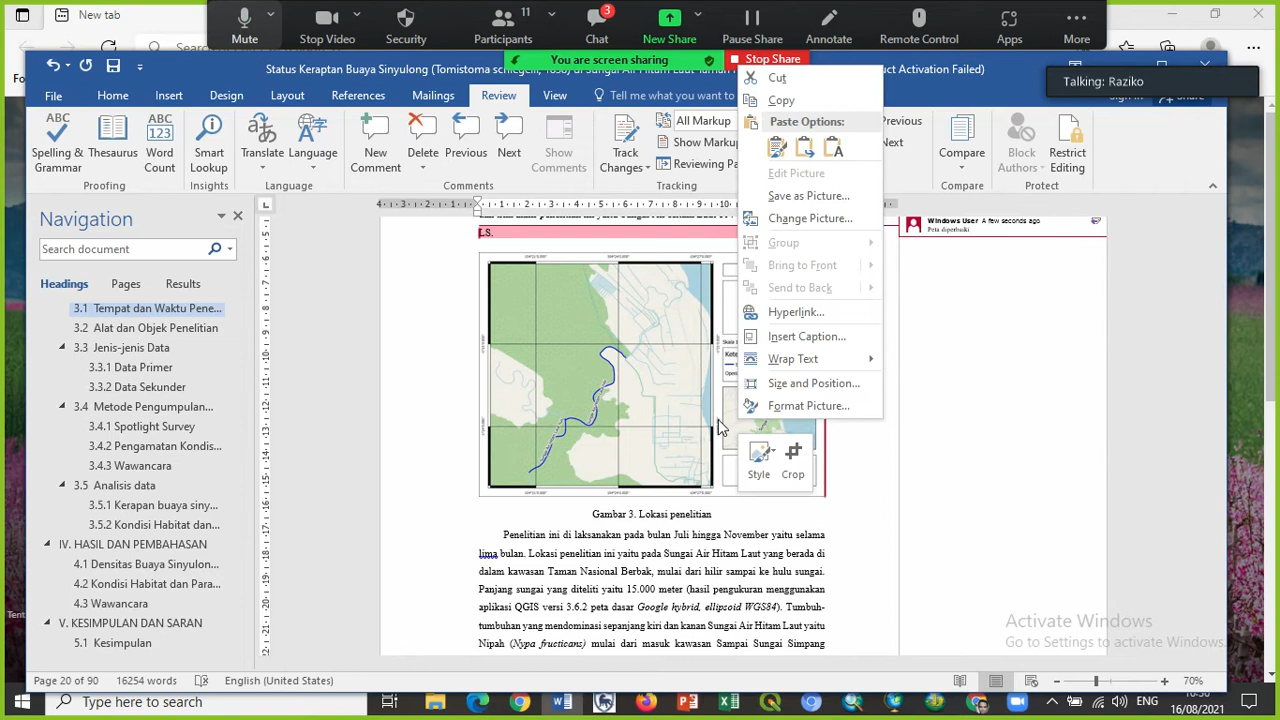 New tab
Mute
Stop Video
Security
11
Participants
3
Chat
New Share
Pause Share
Annotate
Remote Control
Apps
More
You are screen sharing
Stop Share
Talking: Raziko
File
Home
Insert
Design
Layout
References
Mailings
Review
View
Tell me what you
Spelling & Grammar
Thesaurus
Word Count
Smart Lookup
Translate
Language
New Comment
Delete
Previous
Next
Show Comments
Track Changes
All Markup
Show Marku
Reviewing Pa
Previous
Next
Compare
Block Authors
Restrict Editing
Proofing
Insights
Language
Comments
Tracking
Compare
Protect
Cut
Copy
Paste Options:
Edit Picture
Save as Picture...
Change Picture...
Group
Bring to Front
Send to Back
Hyperlink...
Insert Caption...
Wrap Text
Size and Position...
Format Picture...
Style
Crop
Navigation
Search document
Headings
Pages
Results
3.1 Tempat dan Waktu Pene...
3.2 Alat dan Objek Penelitian
3.3 Jenis-jenis Data
3.3.1 Data Primer
3.3.2 Data Sekunder
3.4 Metode Pengumpulan...
3.4.1 Spotlight Survey
3.4.2 Pengamatan Kondis...
3.4.3 Wawancara
3.5 Analisis data
3.5.1 Kerapan buaya siny...
3.5.2 Kondisi Habitat dan...
IV. HASIL DAN PEMBAHASAN
4.1 Densitas Buaya Sinyulon...
4.2 Kondisi Habitat dan Para...
4.3 Wawancara
V. KESIMPULAN DAN SARAN
5.1 Kesimpulan
LS.
Windows User A few seconds ago
Peta diperbaiki
Gambar 3. Lokasi penelitian
Penelitian ini di laksanakan pada bulan Juli hingga November yaitu selama
lima bulan. Lokasi penelitian ini yaitu pada Sungai Air Hitam Laut yang berada di
dalam kawasan Taman Nasional Berbak, mulai dari hilir sampai ke hulu sungai.
Panjang sungai yang diteliti yaitu 15.000 meter (hasil pengukuran menggunakan
aplikasi QGIS versi 3.6.2 peta dasar Google hybrid, ellipzoid WGS84). Tumbuh-
tumbuhan yang mendominasi sepanjang kiri dan kanan Sungai Air Hitam Laut yaitu
Nipah (Nypa fructicans) mulai dari masuk kawasan Sampai Sungai Simpang
Activate Windows
Go to Settings to activate Windows.
Page 20 of 90
16254 words
English (United States)
70%
Type here to search
ENG
16/08/2021